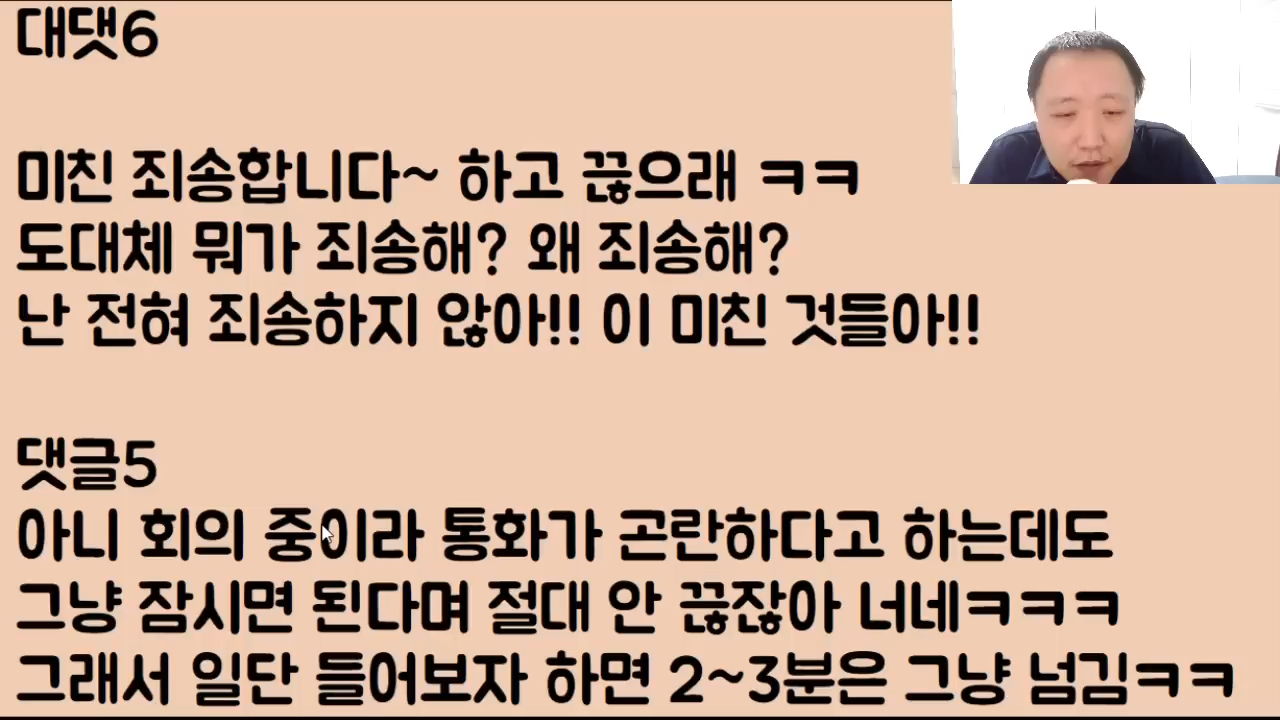 대댓6
미친 죄송합니다~ 하고 끊으래 ㅋㅋ
도대체 뭐가 죄송해? 왜 죄송해?
난 전혀 죄송하지 않아!! 이 미친 것들아!!
댓글5
아니 회의 중이라 통화가 곤란하다고 하는데도
그냥 잠시면 된다며 절대 안 끊잖아 너네ㅋㅋㅋ
그래서 일단 들어보자 하면 2~3분은 그냥 넘김ㅋㅋ